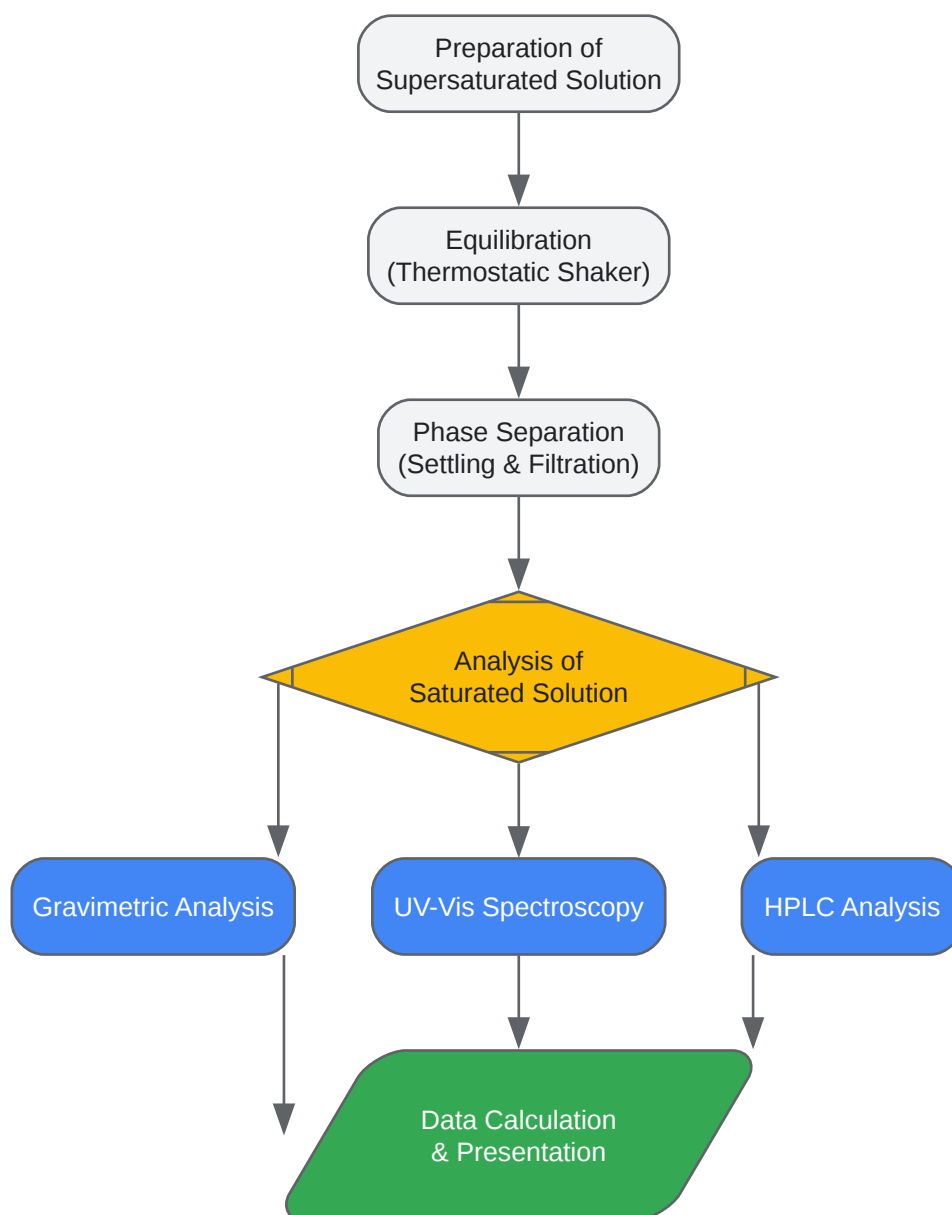 Preparation of
Supersaturated Solution
Equilibration
(Thermostatic Shaker)
Phase Separation
(Settling & Filtration)
Analysis of
Saturated Solution
Gravimetric Analysis
UV-Vis Spectroscopy
HPLC Analysis
Data Calculation
& Presentation